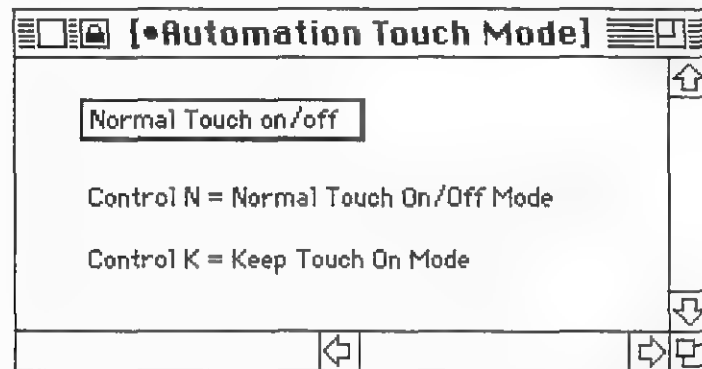 [•Automation Touch Mode]
Normal Touch on/off
Control N = Normal Touch On/Off Mode
Control K = Keep Touch On Mode